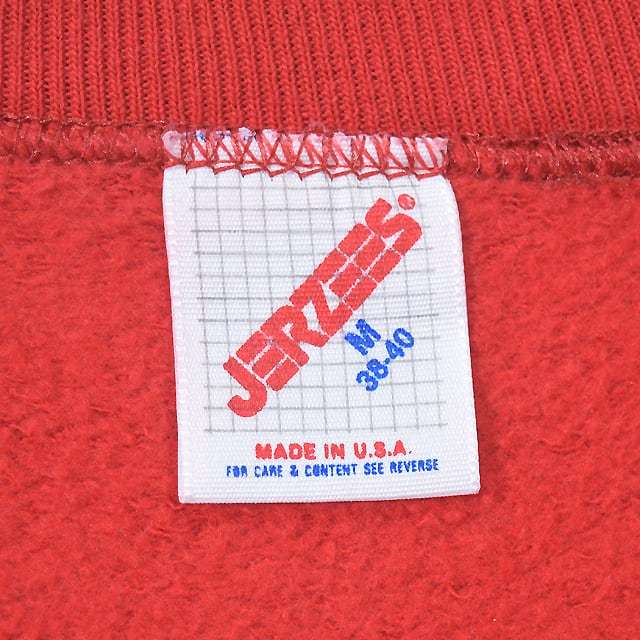 JERZEES®
M
38-40
MADE IN U.S.A.
FOR CARE & CONTENT SEE REVERSE